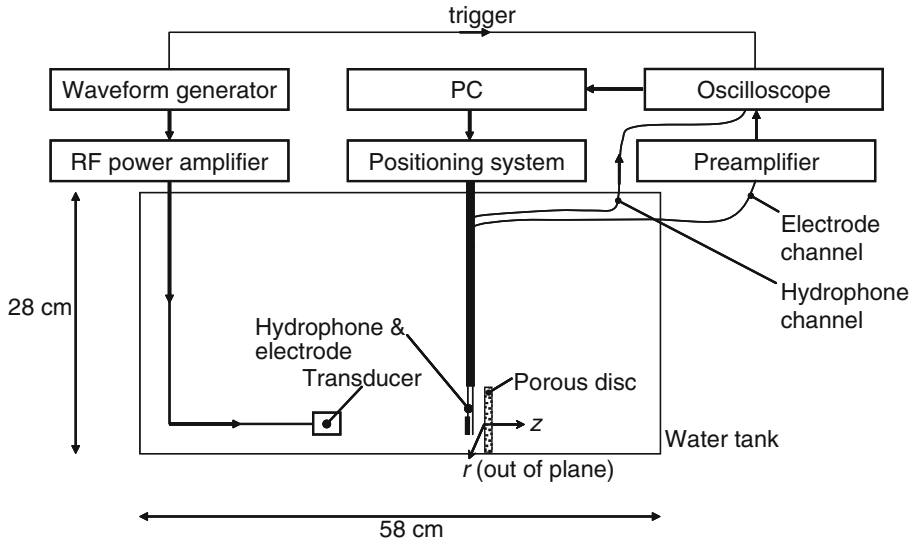 trigger
Waveform generator
PC
Oscilloscope
RF power amplifier
Positioning system
Preamplifier
Electrode
channel
Hydrophone
channel
28 cm
Hydrophone &
electrode
Transducer
Porous disc
z
r (out of plane)
Water tank
58 cm